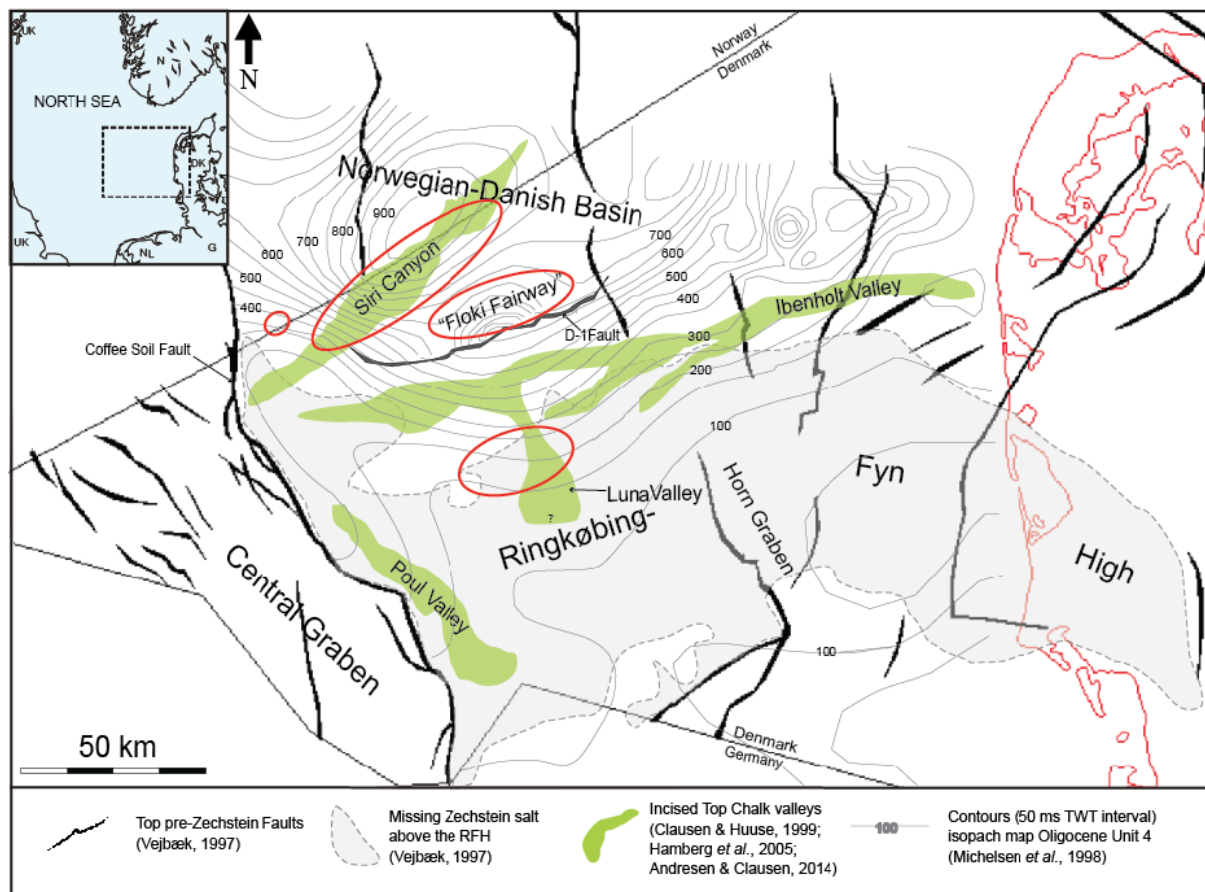 UK
N
NORTH SEA
DK
UK
NL
G
N
Norway
Denmark
Norwegian-Danish Basin
900
800
700
600
500
400
Siri Canyon
"Floki Fairway"
D-1Fault
Coffee Soil Fault
700
600
500
400
300
200
100
Ibenholt Valley
LunaValley
?
Ringkøbing-
Fyn
High
Horn Graben
Poul Valley
Central Graben
100
Denmark
Germany
50 km
Top pre-Zechstein Faults
(Vejbæk, 1997)
Missing Zechstein salt
above the RFH
(Vejbæk, 1997)
Incised Top Chalk valleys
(Clausen & Huuse, 1999;
Hamberg et al., 2005;
Andresen & Clausen, 2014)
100
Contours (50 ms TWT interval)
isopach map Oligocene Unit 4
(Michelsen et al., 1998)